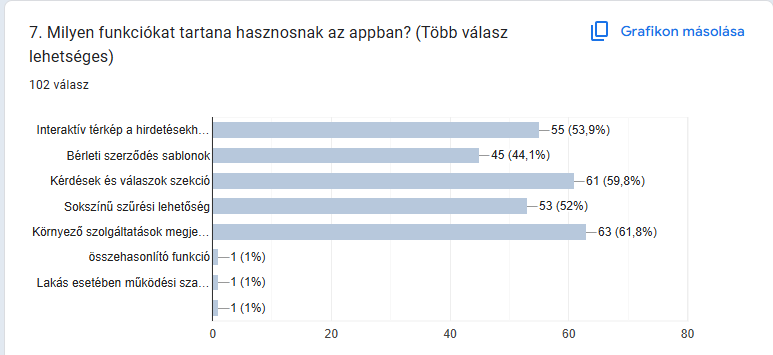 7. Milyen funkciókat tartana hasznosnak az appban? (Több válasz
lehetséges)
Grafikon másolása
102 válasz
Interaktív térkép a hirdetésekh…
55 (53,9%)
Bérleti szerződés sablonok
45 (44,1%)
Kérdések és válaszok szekció
61 (59,8%)
Sokszínű szűrési lehetőség
53 (52%)
Környező szolgáltatások megje…
63 (61,8%)
összehasonlító funkció
1 (1%)
Lakás esetében működési sza…
1 (1%)
1 (1%)
0
20
40
60
80